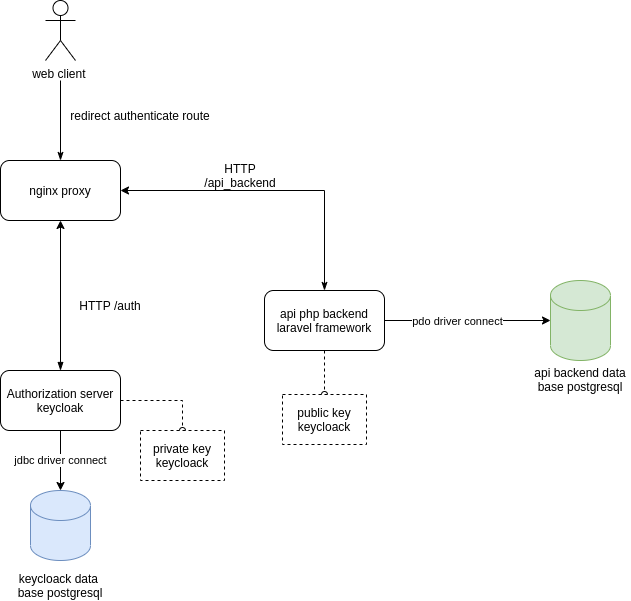 web client
redirect authenticate route
HTTP
/api_backend
nginx proxy
HTTP /auth
api php backend
laravel framework
pdo driver connect
api backend data
base postgresql
Authorization server
keycloak
public key
keycloack
private key
keycloack
jdbc driver connect
keycloack data
base postgresql